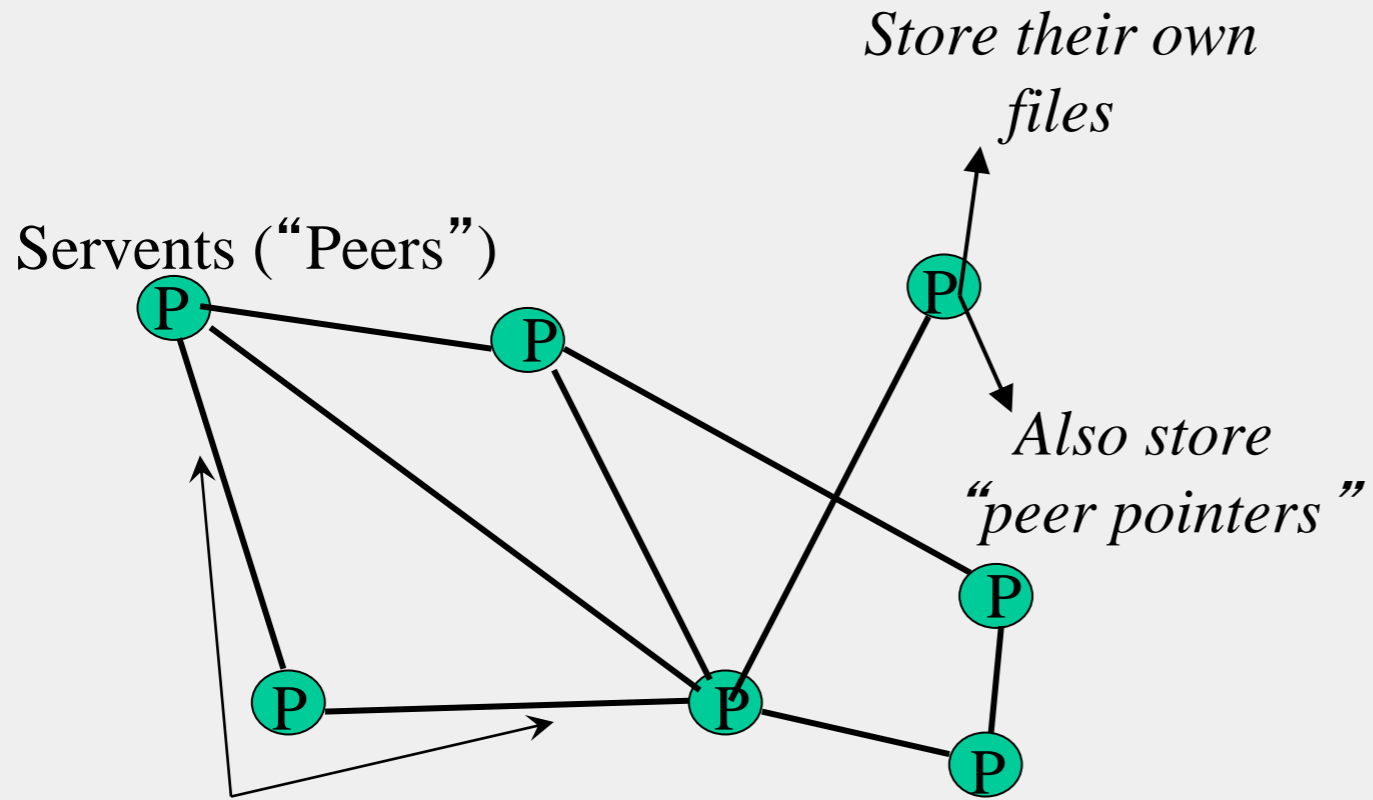 Store their own
files
Servents (“Peers”)
P
P
P
Also store
“peer pointers”
P
P
P
P